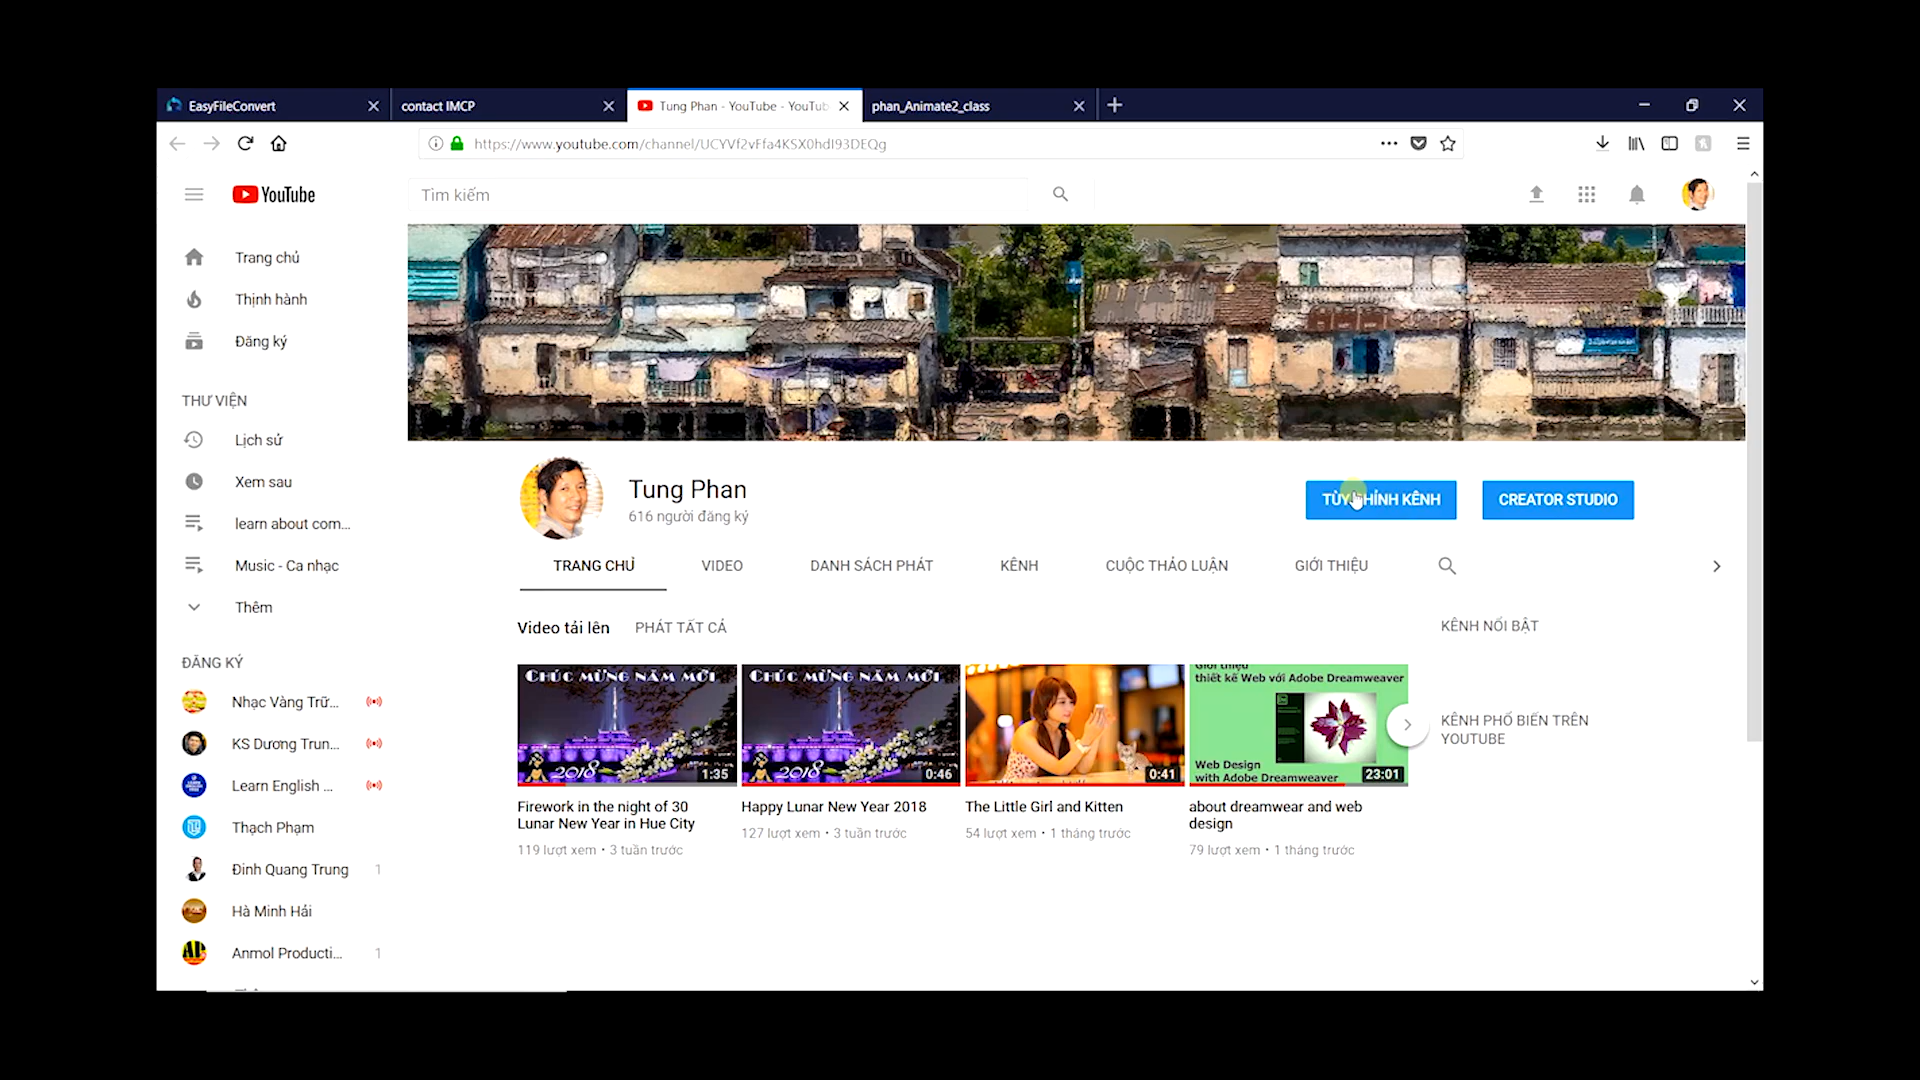 EasyFileConvert
contact IMCP
Tung Phan - YouTube - YouTub
phan_Animate2_class
https://www.youtube.com/channel/UCYVf2vFfa4KSX0hdI93DEQg
YouTube
Tìm kiếm
Trang chủ
Thịnh hành
Đăng ký
THƯ VIỆN
Lịch sử
Xem sau
learn about com...
Music - Ca nhạc
Thêm
ĐĂNG KÝ
Nhạc Vàng Trữ...
KS Dương Trun...
Learn English ...
Thạch Phạm
Đinh Quang Trung 1
Hà Minh Hải
Anmol Producti... 1
Tung Phan
616 người đăng ký
TÙY CHỈNH KÊNH
CREATOR STUDIO
TRANG CHỦ
VIDEO
DANH SÁCH PHÁT
KÊNH
CUỘC THẢO LUẬN
GIỚI THIỆU
Video tải lên
PHÁT TẤT CẢ
KÊNH NỔI BẬT
CHÚC MỪNG NĂM MỚI
2018
1:35
Firework in the night of 30
Lunar New Year in Hue City
119 lượt xem • 3 tuần trước
CHÚC MỪNG NĂM MỚI
2018
0:46
Happy Lunar New Year 2018
127 lượt xem • 3 tuần trước
0:41
The Little Girl and Kitten
54 lượt xem • 1 tháng trước
Giới thiệu
thiết kế Web với Adobe Dreamweaver
Web Design
with Adobe Dreamweaver
23:01
about dreamwear and web
design
79 lượt xem • 1 tháng trước
KÊNH PHỔ BIẾN TRÊN
YOUTUBE